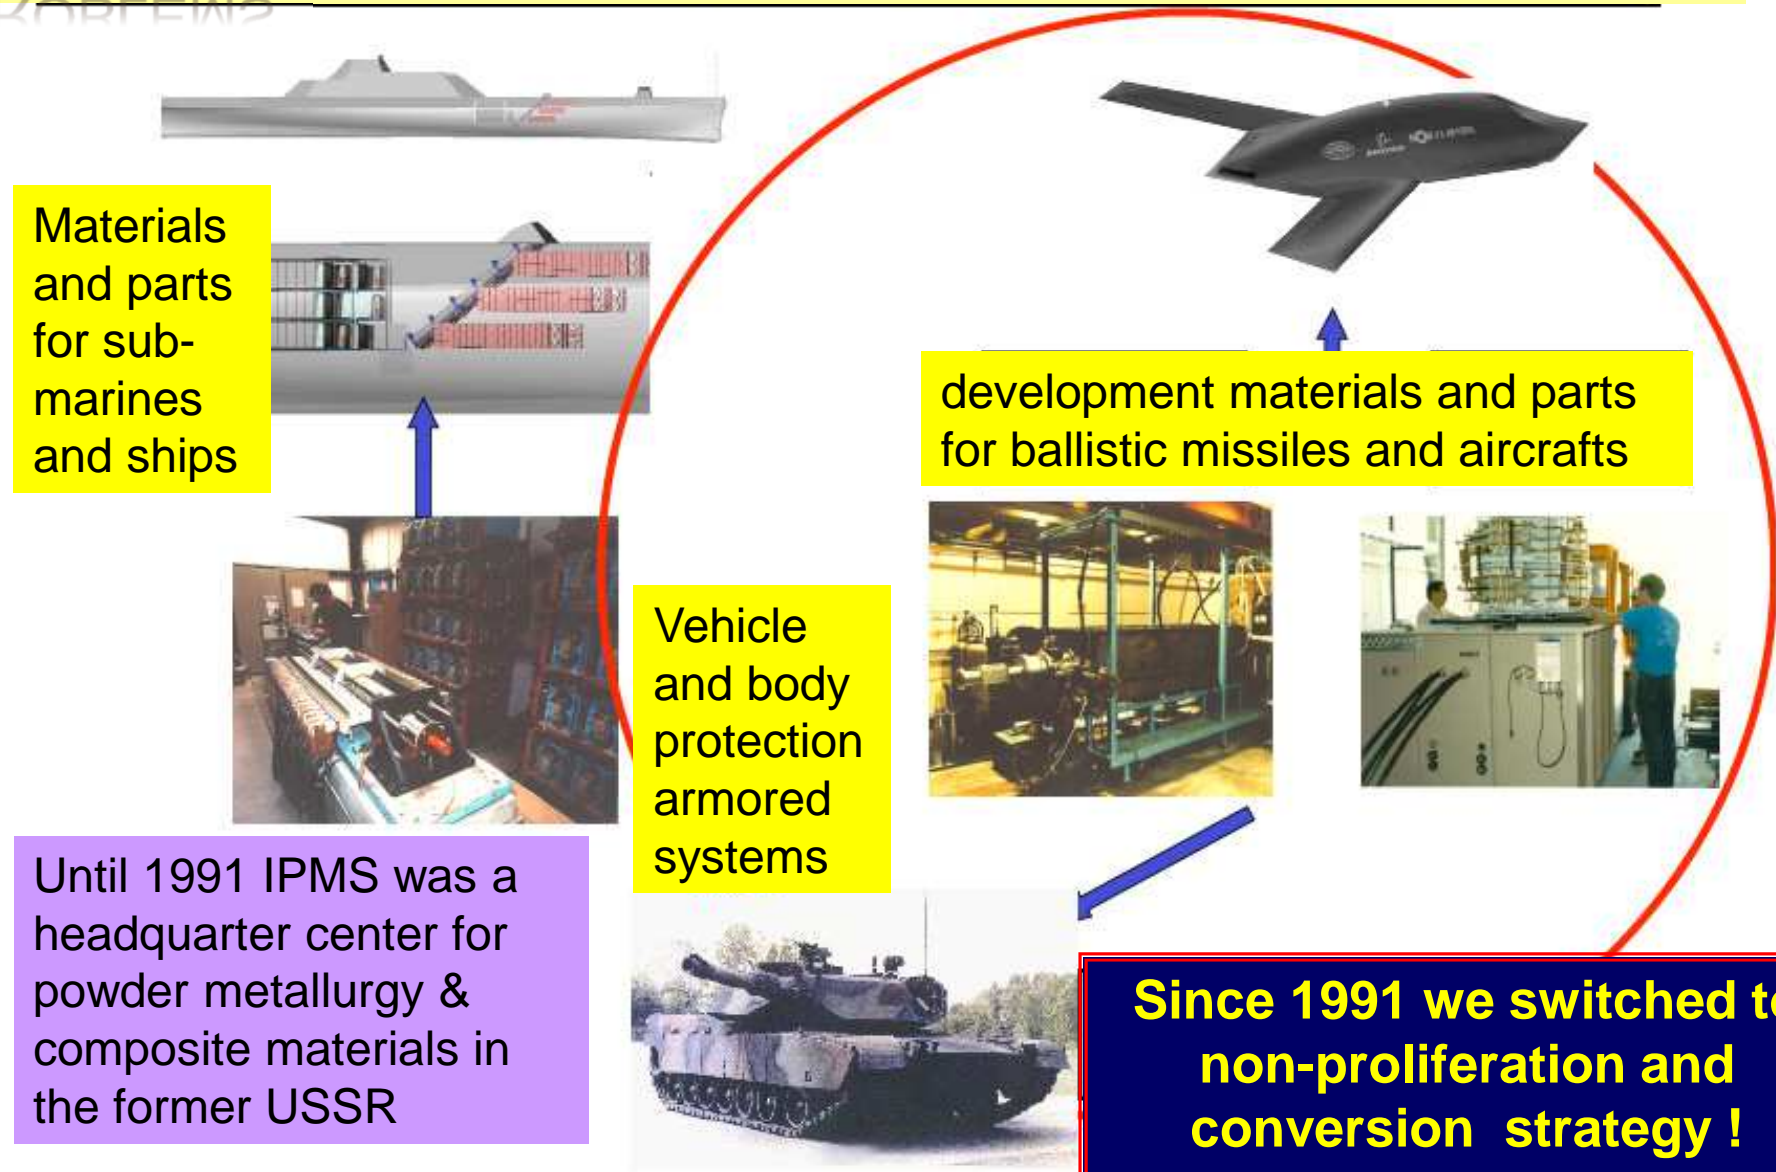 Materials
and parts
for sub-
marines
and ships
development materials and parts
for ballistic missiles and aircrafts
Vehicle
and body
protection
armored
systems
Until 1991 IPMS was a
headquarter center for
powder metallurgy &
composite materials in
the former USSR
Since 1991 we switched to
non-proliferation and
conversion strategy !